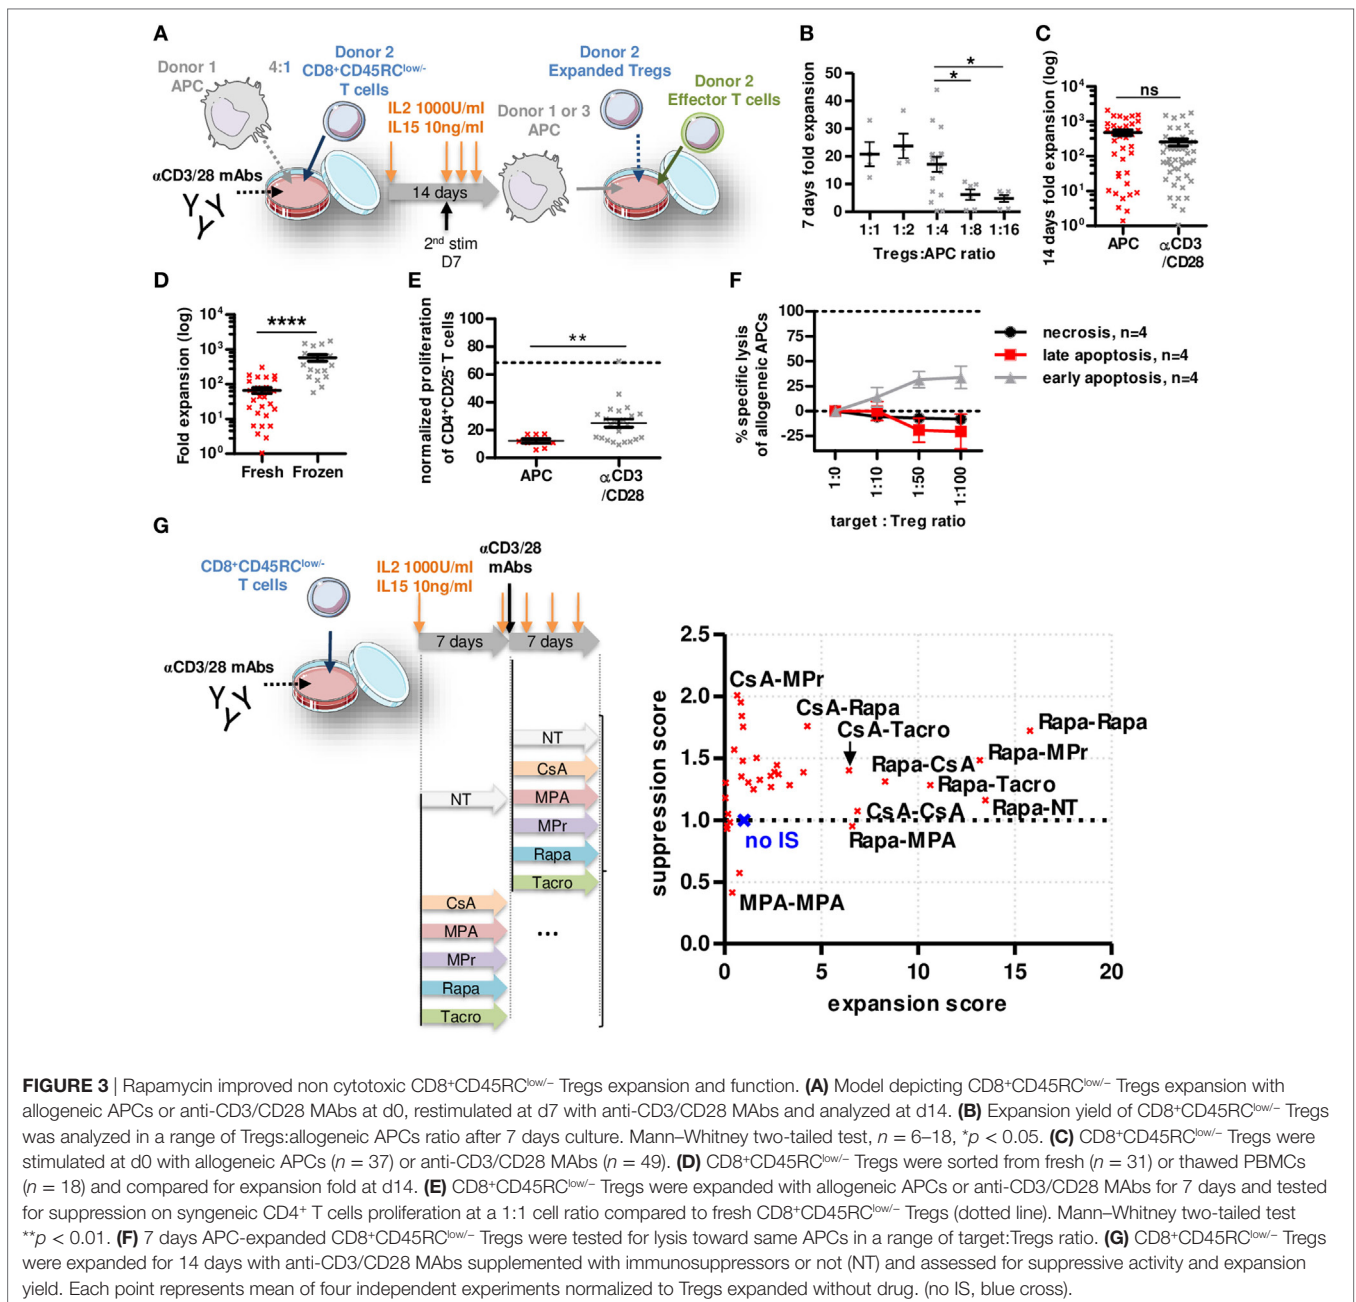 A
Donor 1
APC
4:1
Donor 2
CD8⁺CD45RCˡᵒʷ/⁻
T cells
IL2 1000U/ml
IL15 10ng/ml
αCD3/28 mAbs
14 days
2nd stim
D7
Donor 1 or 3
APC
Donor 2
Expanded Tregs
Donor 2
Effector T cells
B
7 days fold expansion
50
40
30
20
10
0
* *
1:1 1:2 1:4 1:8 1:16
Tregs:APC ratio
C
14 days fold expansion (log)
10⁴
10³
10²
10¹
10⁰
ns
APC αCD3
/CD28
D
Fold expansion (log)
10⁴
10³
10²
10¹
10⁰
****
Fresh Frozen
E
normalized proliferation
of CD4⁺CD25⁻ T cells
100
80
60
40
20
0
**
APC αCD3
/CD28
F
% specific lysis
of allogeneic APCs
100
75
50
25
0
-25
1:0 1:10 1:50 1:100
target : Treg ratio
necrosis, n=4
late apoptosis, n=4
early apoptosis, n=4
G
CD8⁺CD45RCˡᵒʷ/⁻
T cells
αCD3/28 mAbs
IL2 1000U/ml
IL15 10ng/ml
αCD3/28
mAbs
7 days 7 days
NT
CsA
MPA
MPr
Rapa
Tacro
NT
CsA
MPA
MPr
Rapa
Tacro
...
suppression score
2.5
2.0
1.5
1.0
0.5
0.0
CsA-MPr
CsA-Rapa
CsA-Tacro
Rapa-Rapa
Rapa-MPr
Rapa-CsA
Rapa-Tacro
Rapa-NT
CsA-CsA
no IS
Rapa-MPA
MPA-MPA
0 5 10 15 20
expansion score
FIGURE 3 | Rapamycin improved non cytotoxic CD8⁺CD45RCˡᵒʷ/⁻ Tregs expansion and function. (A) Model depicting CD8⁺CD45RCˡᵒʷ/⁻ Tregs expansion with
allogeneic APCs or anti-CD3/CD28 MAbs at d0, restimulated at d7 with anti-CD3/CD28 MAbs and analyzed at d14. (B) Expansion yield of CD8⁺CD45RCˡᵒʷ/⁻ Tregs
was analyzed in a range of Tregs:allogeneic APCs ratio after 7 days culture. Mann–Whitney two-tailed test, n = 6–18, *p < 0.05. (C) CD8⁺CD45RCˡᵒʷ/⁻ Tregs were
stimulated at d0 with allogeneic APCs (n = 37) or anti-CD3/CD28 MAbs (n = 49). (D) CD8⁺CD45RCˡᵒʷ/⁻ Tregs were sorted from fresh (n = 31) or thawed PBMCs
(n = 18) and compared for expansion fold at d14. (E) CD8⁺CD45RCˡᵒʷ/⁻ Tregs were expanded with allogeneic APCs or anti-CD3/CD28 MAbs for 7 days and tested
for suppression on syngeneic CD4⁺ T cells proliferation at a 1:1 cell ratio compared to fresh CD8⁺CD45RCˡᵒʷ/⁻ Tregs (dotted line). Mann–Whitney two-tailed test
**p < 0.01. (F) 7 days APC-expanded CD8⁺CD45RCˡᵒʷ/⁻ Tregs were tested for lysis toward same APCs in a range of target:Tregs ratio. (G) CD8⁺CD45RCˡᵒʷ/⁻ Tregs
were expanded for 14 days with anti-CD3/CD28 MAbs supplemented with immunosuppressors or not (NT) and assessed for suppressive activity and expansion
yield. Each point represents mean of four independent experiments normalized to Tregs expanded without drug. (no IS, blue cross).